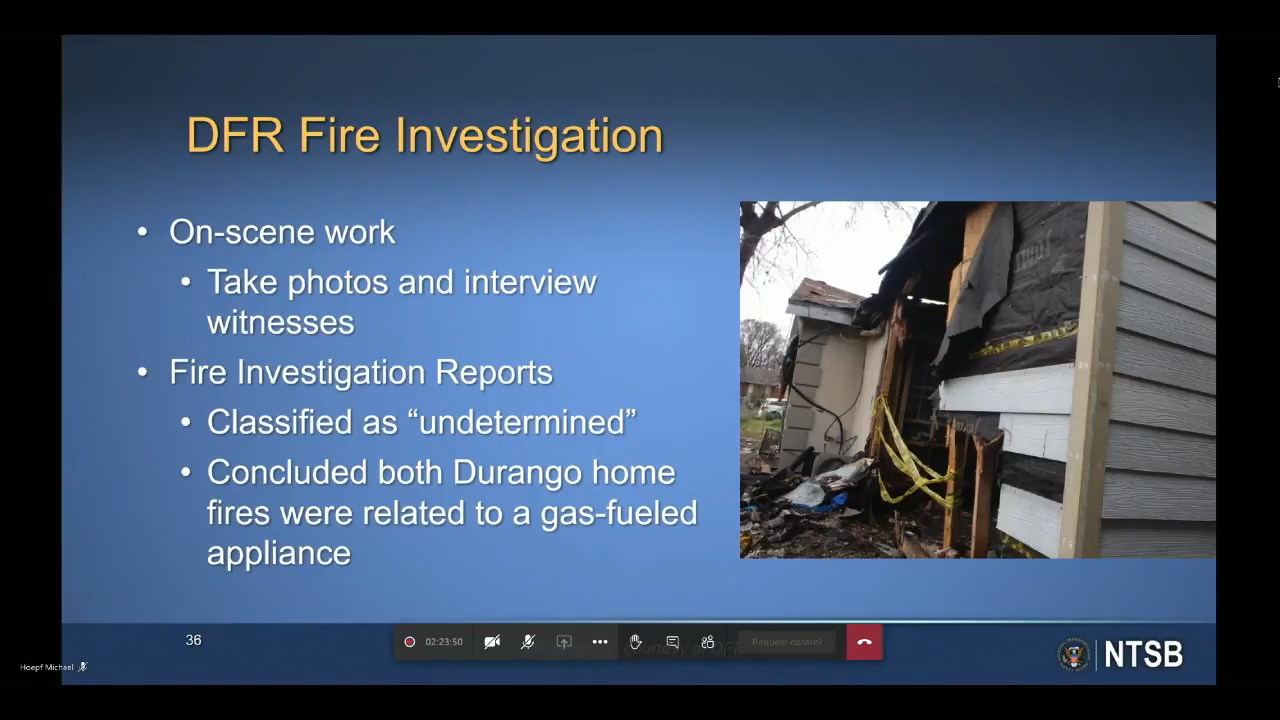 DFR Fire Investigation
• On-scene work
• Take photos and interview
witnesses
• Fire Investigation Reports
• Classified as “undetermined”
• Concluded both Durango home
fires were related to a gas-fueled
appliance
36
02:23:50
Request control
NTSB
Hoepf Michael